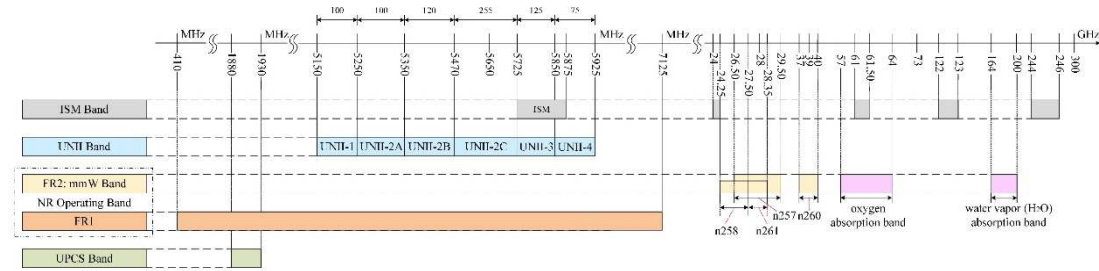 100 100 120 255 125 75
MHz MHz MHz MHz GHz
410 1880 1930 5150 5250 5350 5470 5650 5725 5850 5875 5925 7125 24 24.25 26.50 27.50 28 28.35 29.50 37 39 40 57 61 61.50 64 73 122 123 164 200 244 246 300
ISM Band ISM
UNII Band UNII-1 UNII-2A UNII-2B UNII-2C UNII-3 UNII-4
FR2: mmW Band
NR Operating Band
FR1
n257 n260
n258 n261
oxygen
absorption band
water vapor (H2O)
absorption band
UPCS Band